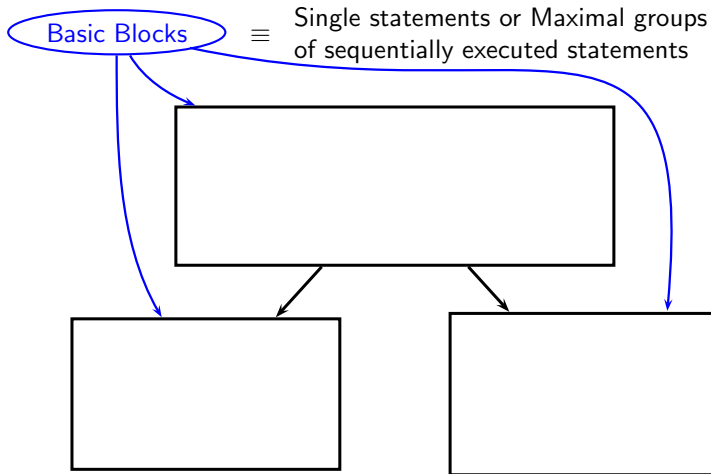 Basic Blocks ≡ Single statements or Maximal groups
of sequentially executed statements